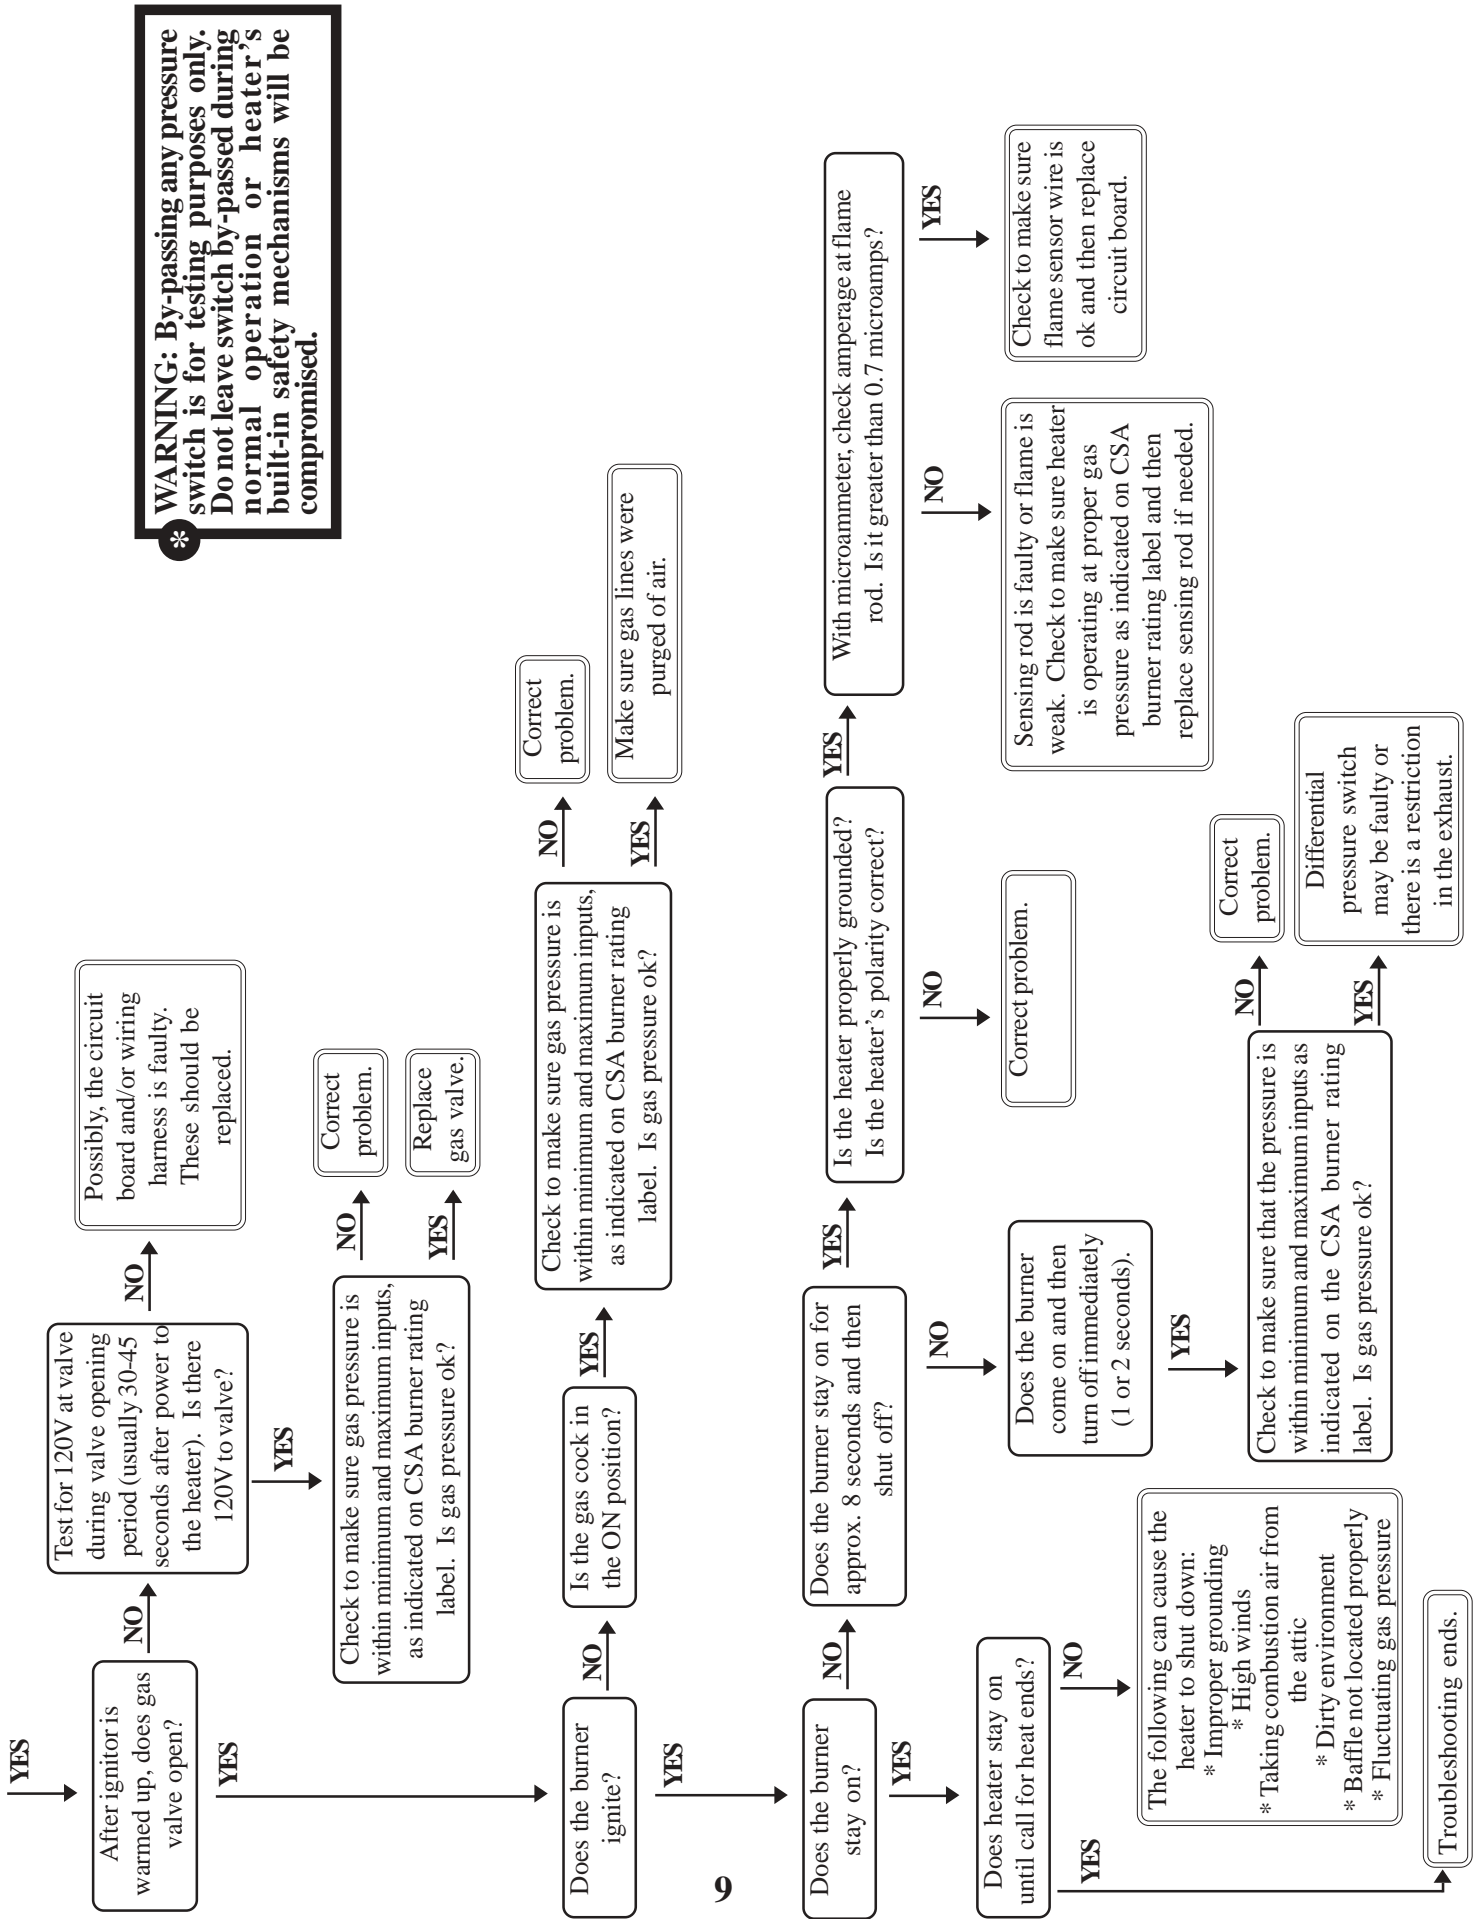 YES
After ignitor is
warmed up, does gas
valve open?
NO
Test for 120V at valve
during valve opening
period (usually 30-45
seconds after power to
the heater). Is there
120V to valve?
NO
Possibly, the circuit
board and/or wiring
harness is faulty.
These should be
replaced.
YES
Check to make sure gas pressure is
within minimum and maximum inputs,
as indicated on CSA burner rating
label. Is gas pressure ok?
NO
Correct
problem.
YES
Replace
gas valve.
* WARNING: By-passing any pressure
switch is for testing purposes only.
Do not leave switch by-passed during
normal operation or heater's
built-in safety mechanisms will be
compromised.
YES
Does the burner
ignite?
NO
Is the gas cock in
the ON position?
YES
Check to make sure gas pressure is
within minimum and maximum inputs,
as indicated on CSA burner rating
label. Is gas pressure ok?
NO
Correct
problem.
YES
Make sure gas lines were
purged of air.
YES
Does the burner
stay on?
NO
Does the burner stay on for
approx. 8 seconds and then
shut off?
YES
Is the heater properly grounded?
Is the heater's polarity correct?
YES
With microammeter, check amperage at flame
rod. Is it greater than 0.7 microamps?
YES
Check to make sure
flame sensor wire is
ok and then replace
circuit board.
NO
Sensing rod is faulty or flame is
weak. Check to make sure heater
is operating at proper gas
pressure as indicated on CSA
burner rating label and then
replace sensing rod if needed.
NO
Correct problem.
NO
Does the burner
come on and then
turn off immediately
(1 or 2 seconds).
YES
Check to make sure that the pressure is
within minimum and maximum inputs as
indicated on the CSA burner rating
label. Is gas pressure ok?
NO
Correct
problem.
YES
Differential
pressure switch
may be faulty or
there is a restriction
in the exhaust.
YES
Does heater stay on
until call for heat ends?
NO
The following can cause the
heater to shut down:
* Improper grounding
* High winds
* Taking combustion air from
the attic
* Dirty environment
* Baffle not located properly
* Fluctuating gas pressure
YES
Troubleshooting ends.
9